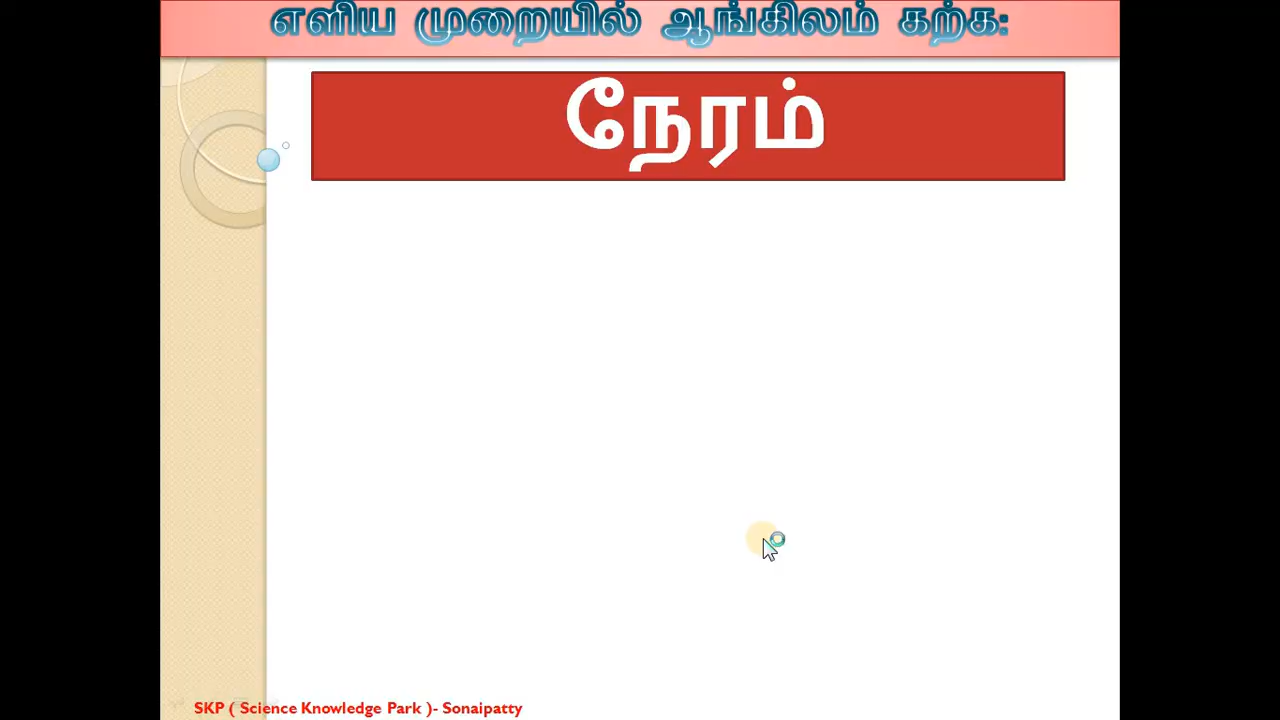 எளிய முறையில் ஆங்கிலம் கற்க:
நேரம்
SKP ( Science Knowledge Park )- Sonaipatty